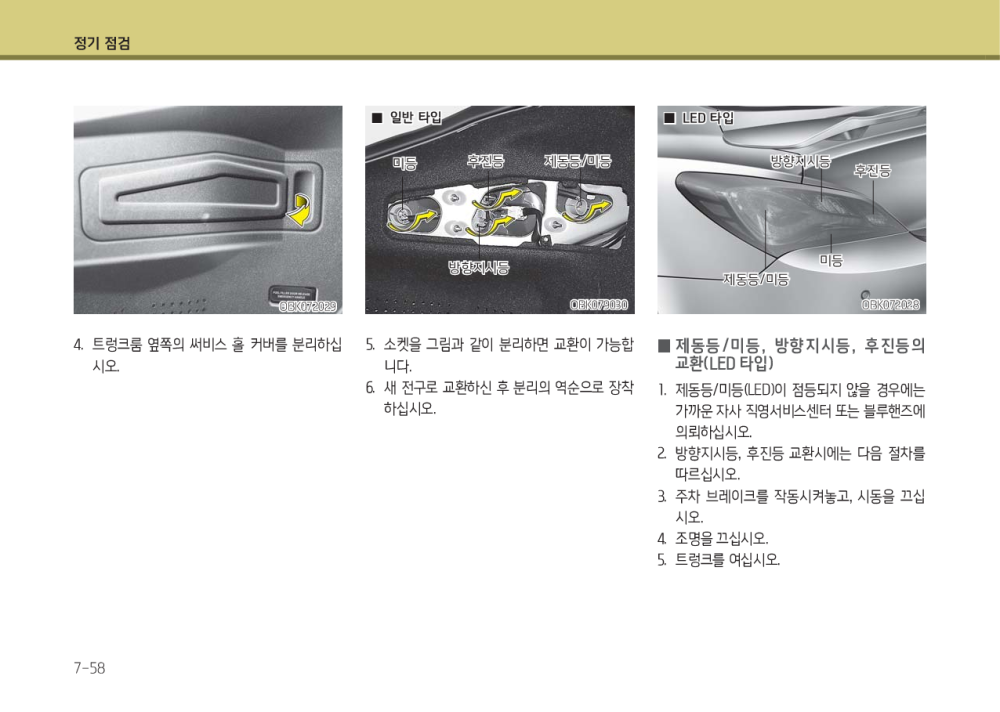 정기 점검
OBK072029
4. 트렁크룸 옆쪽의 써비스 홀 커버를 분리하십
시오.
■ 일반 타입
미등
후진등
제동등/미등
방향지시등
OBK079030
5. 소켓을 그림과 같이 분리하면 교환이 가능합
니다.
6. 새 전구로 교환하신 후 분리의 역순으로 장착
하십시오.
■ LED 타입
방향지시등
후진등
미등
제동등/미등
OBK072028
■ 제동등/미등, 방향지시등, 후진등의
교환(LED 타입)
1. 제동등/미등(LED)이 점등되지 않을 경우에는
가까운 자사 직영서비스센터 또는 블루핸즈에
의뢰하십시오.
2. 방향지시등, 후진등 교환시에는 다음 절차를
따르십시오.
3. 주차 브레이크를 작동시켜놓고, 시동을 끄십
시오.
4. 조명을 끄십시오.
5. 트렁크를 여십시오.
7-58